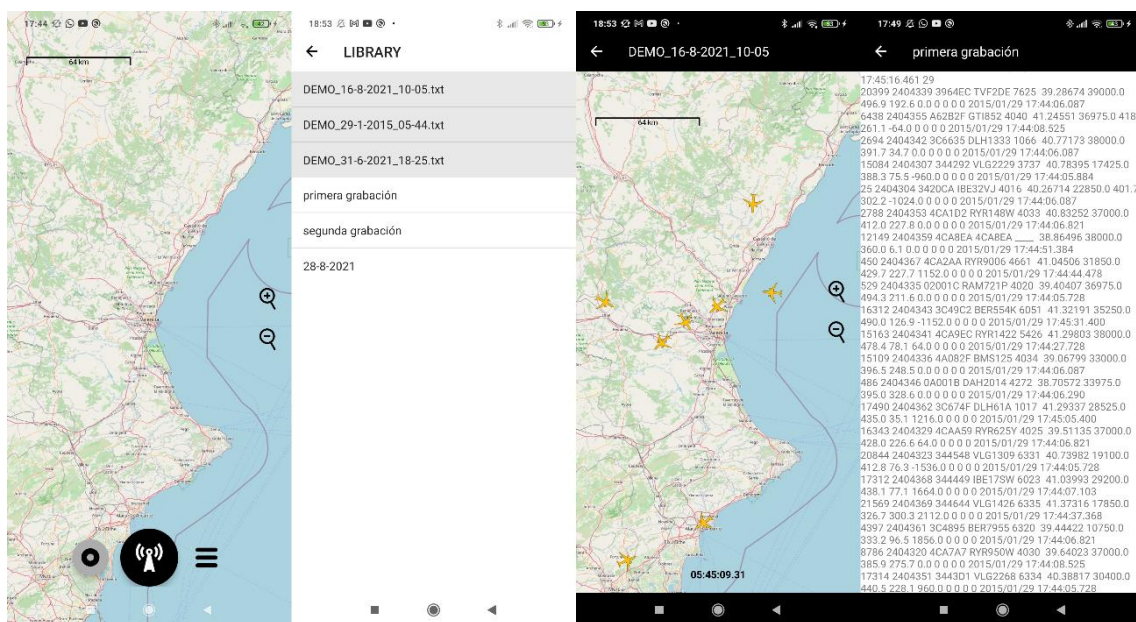 17:44
64 km
18:53
LIBRARY
DEMO_16-8-2021_10-05.txt
DEMO_29-1-2015_05-44.txt
DEMO_31-6-2021_18-25.txt
primera grabación
segunda grabación
28-8-2021
18:53
DEMO_16-8-2021_10-05
64 km
05:45:09.31
17:49
primera grabación
17:45:16.461 29
20399 2404339 3964EC TVF2DE 7625 39.28674 39000.0
496.9 192.6 0.0 0 0 0 0 2015/01/29 17:44:06.087
6438 2404355 A62B2F GTI852 4040 41.24551 36975.0 418
261.1 -64.0 0 0 0 0 2015/01/29 17:44:08.525
2694 2404342 3C6635 DLH1333 1066 40.77173 38000.0
391.7 34.7 0.0 0 0 0 0 2015/01/29 17:44:06.087
15084 2404307 344292 VLG2229 3737 40.78395 17425.0
388.3 75.5 -960.0 0 0 0 0 2015/01/29 17:44:05.884
25 2404304 3420CA IBE32VJ 4016 40.26714 22850.0 401.7
302.2 -1024.0 0 0 0 0 2015/01/29 17:44:06.087
2788 2404353 4CA1D2 RYR148W 4033 40.83252 37000.0
412.0 227.8 0.0 0 0 0 0 2015/01/29 17:44:06.821
12149 2404359 4CA8EA 4CA8EA ____ 38.86496 38000.0
360.0 6.1 0.0 0 0 0 0 2015/01/29 17:44:51.384
450 2404367 4CA2AA RYR9006 4661 41.04506 31850.0
429.7 227.7 1152.0 0 0 0 0 2015/01/29 17:44:44.478
529 2404335 02001C RAM721P 4020 39.40407 36975.0
494.3 211.6 0.0 0 0 0 0 2015/01/29 17:44:05.728
16312 2404343 3C49C2 BER554K 6051 41.32191 35250.0
490.0 126.9 -1152.0 0 0 0 0 2015/01/29 17:45:31.400
15163 2404341 4CA9EC RYR1422 5426 41.29803 38000.0
478.4 78.1 64.0 0 0 0 0 2015/01/29 17:44:27.728
15109 2404336 4A082F BMS125 4034 39.06799 33000.0
396.5 248.5 0.0 0 0 0 0 2015/01/29 17:44:06.087
486 2404346 0A001B DAH2014 4272 38.70572 33975.0
395.0 328.6 0.0 0 0 0 0 2015/01/29 17:44:06.290
17490 2404362 3C674F DLH61A 1017 41.29337 28525.0
435.0 35.1 1216.0 0 0 0 0 2015/01/29 17:45:05.400
16343 2404329 4CAA59 RYR625Y 4025 39.51135 37000.0
428.0 226.6 64.0 0 0 0 0 2015/01/29 17:44:06.821
20844 2404323 344548 VLG1309 6331 40.73982 19100.0
412.8 76.3 -1536.0 0 0 0 0 2015/01/29 17:44:05.728
17312 2404368 344449 IBE17SW 6023 41.03993 29200.0
438.1 77.1 1664.0 0 0 0 0 2015/01/29 17:44:07.103
21569 2404369 344644 VLG1426 6335 41.37316 17850.0
326.7 300.3 2112.0 0 0 0 0 2015/01/29 17:44:37.368
4397 2404361 3C4895 BER7955 6320 39.44422 10750.0
333.2 96.5 1856.0 0 0 0 0 2015/01/29 17:44:06.821
8786 2404320 4CA7A7 RYR950W 4030 39.64023 37000.0
385.9 275.7 0.0 0 0 0 0 2015/01/29 17:44:08.525
17314 2404351 3443D1 VLG2268 6334 40.38817 30400.0
440.5 228.1 960.0 0 0 0 0 2015/01/29 17:44:05.728